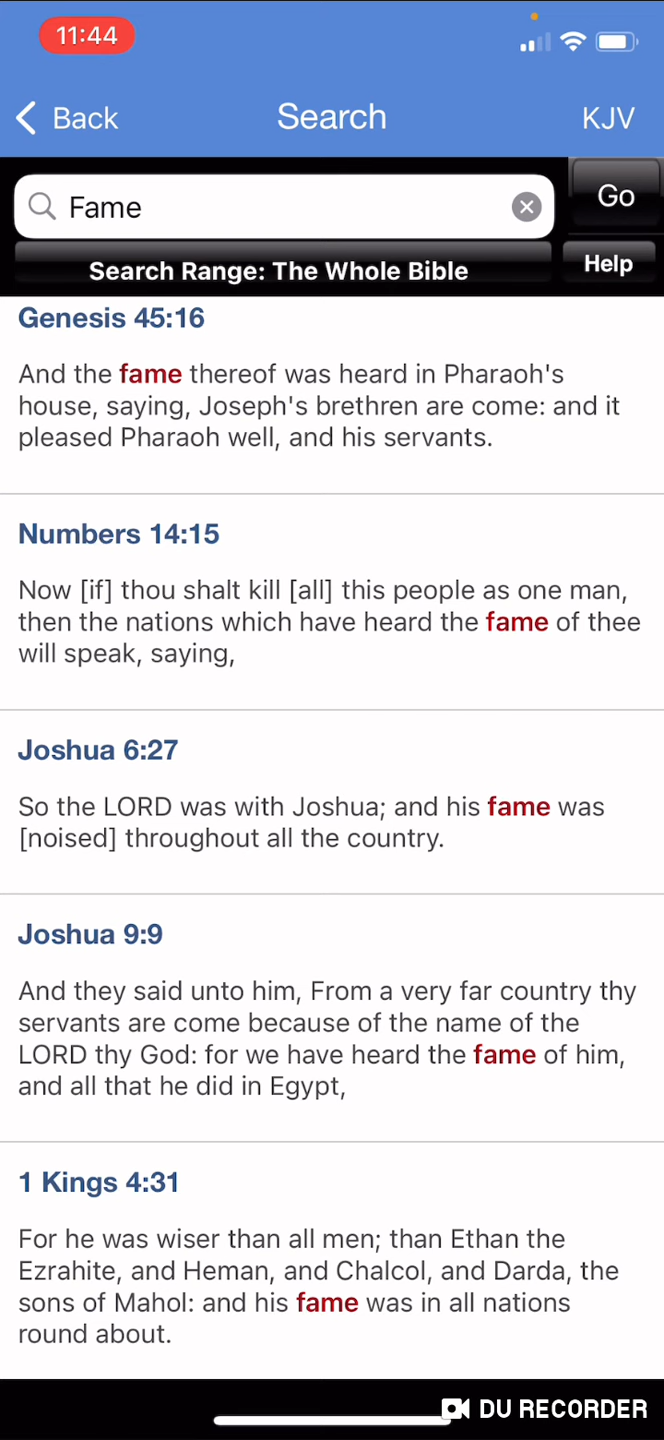 11:44
Back
Search
KJV
Fame
Go
Search Range: The Whole Bible
Help
Genesis 45:16
And the fame thereof was heard in Pharaoh's
house, saying, Joseph's brethren are come: and it
pleased Pharaoh well, and his servants.
Numbers 14:15
Now [if] thou shalt kill [all] this people as one man,
then the nations which have heard the fame of thee
will speak, saying,
Joshua 6:27
So the LORD was with Joshua; and his fame was
[noised] throughout all the country.
Joshua 9:9
And they said unto him, From a very far country thy
servants are come because of the name of the
LORD thy God: for we have heard the fame of him,
and all that he did in Egypt,
1 Kings 4:31
For he was wiser than all men; than Ethan the
Ezrahite, and Heman, and Chalcol, and Darda, the
sons of Mahol: and his fame was in all nations
round about.
DU RECORDER